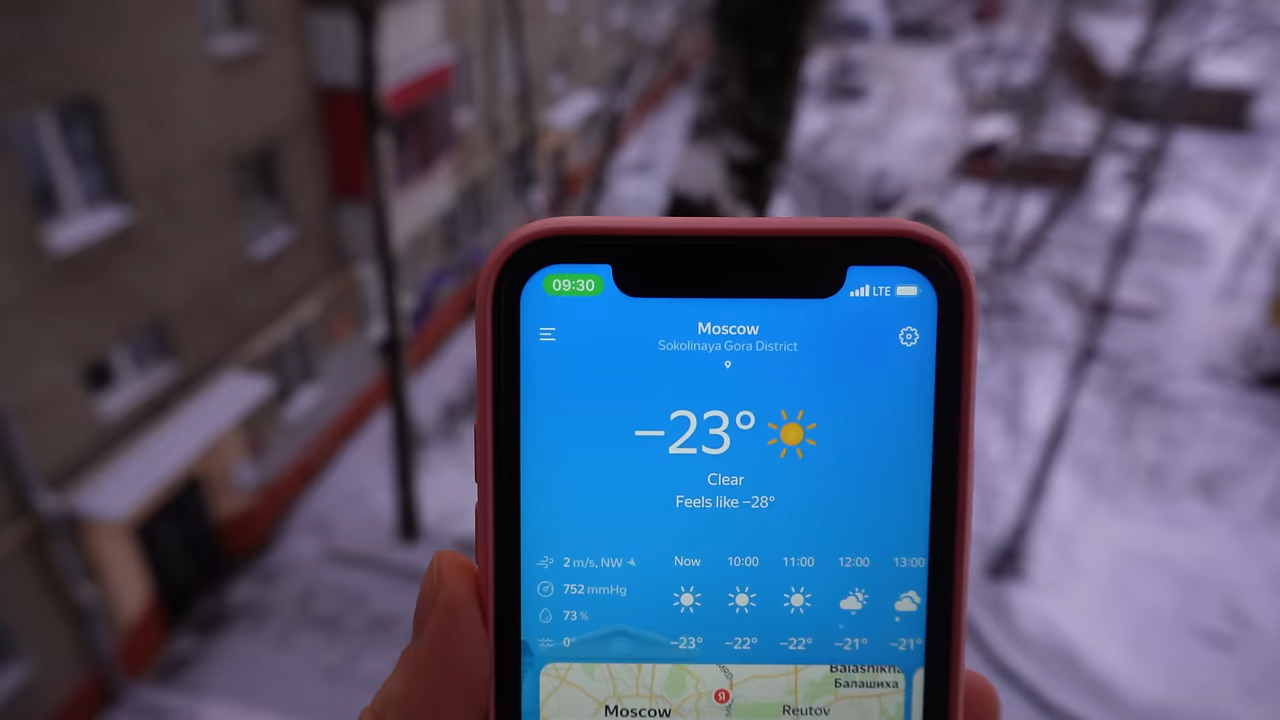 09:30
LTE
Moscow
Sokolinaya Gora District
−23°
Clear
Feels like −28°
2 m/s, NW
752 mmHg
73 %
0°
Now 10:00 11:00 12:00 13:00
−23° −22° −22° −21° −21°
Balashikha
Балашиха
Я
Moscow
Reutov